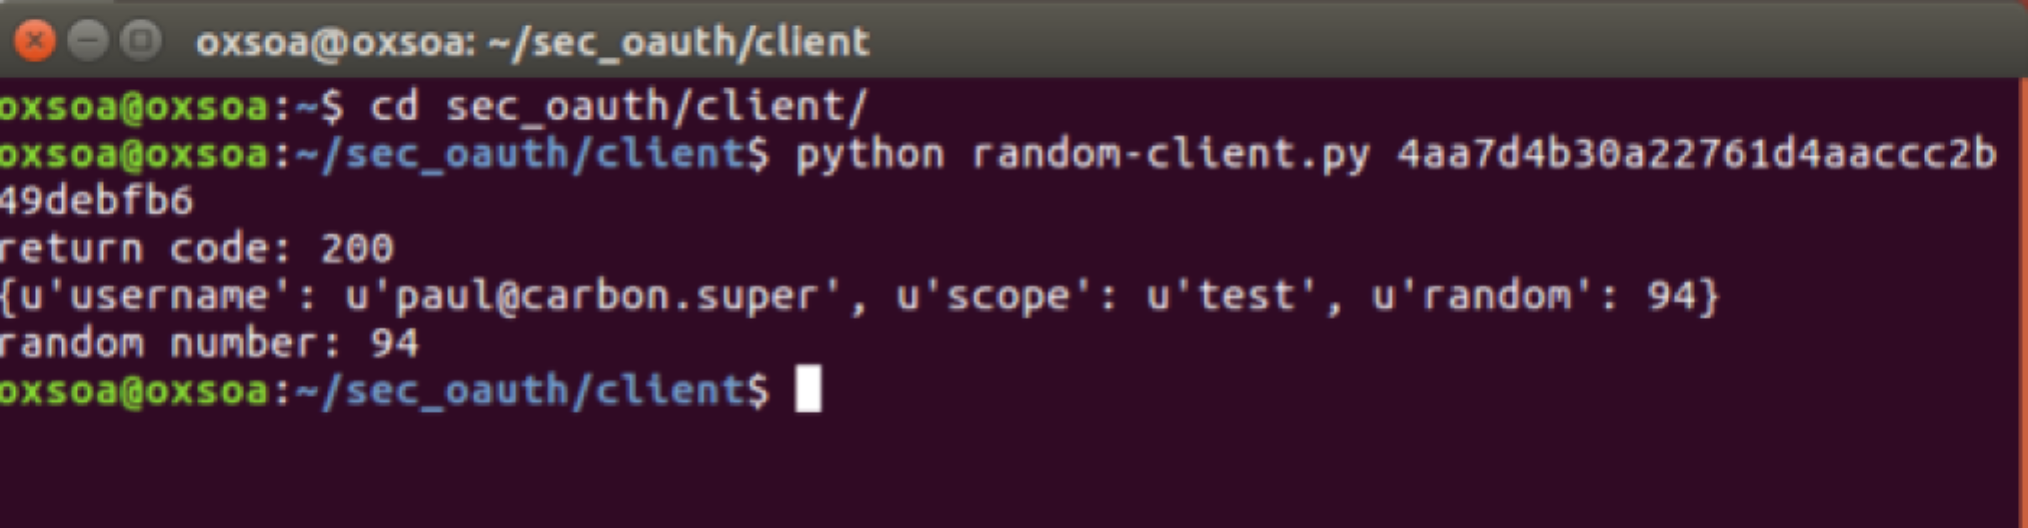 oxsoa@oxsoa: ~/sec_oauth/client
oxsoa@oxsoa:~$ cd sec_oauth/client/
oxsoa@oxsoa:~/sec_oauth/client$ python random-client.py 4aa7d4b30a22761d4aaccc2b
49debfb6
return code: 200
{u'username': u'paul@carbon.super', u'scope': u'test', u'random': 94}
random number: 94
oxsoa@oxsoa:~/sec_oauth/client$